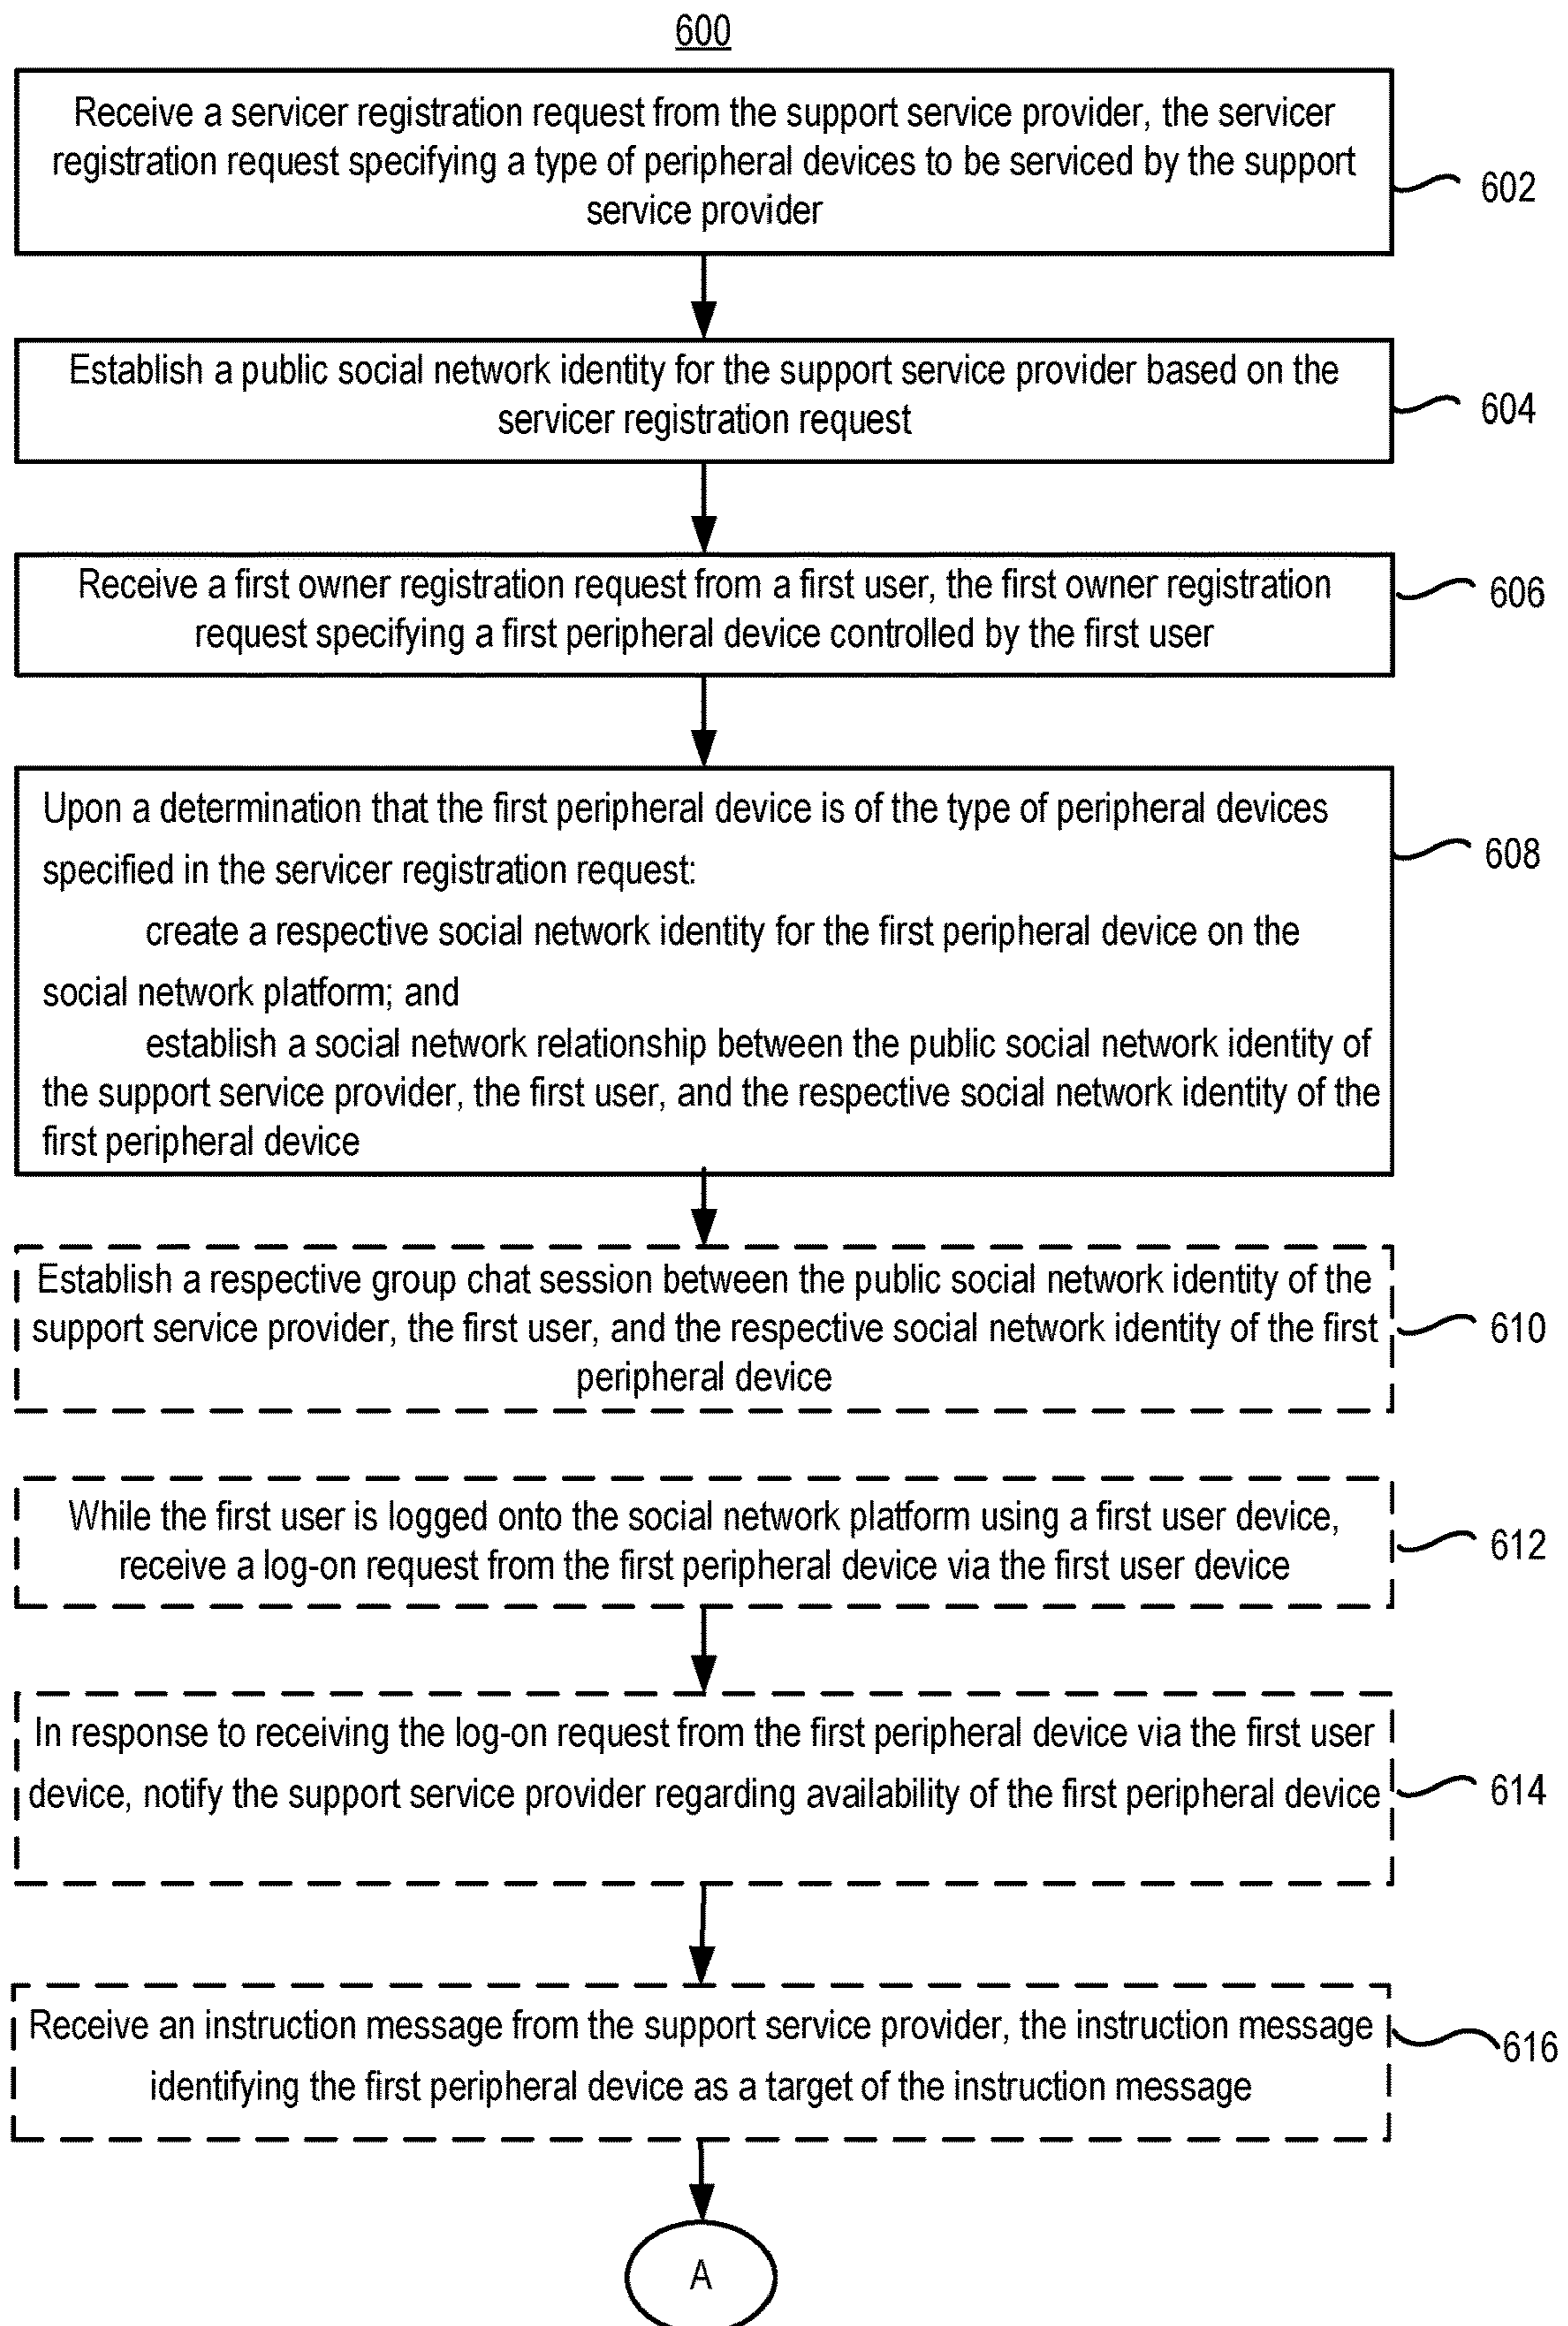 600
Receive a servicer registration request from the support service provider, the servicer
registration request specifying a type of peripheral devices to be serviced by the support
service provider
602
Establish a public social network identity for the support service provider based on the
servicer registration request
604
Receive a first owner registration request from a first user, the first owner registration
request specifying a first peripheral device controlled by the first user
606
Upon a determination that the first peripheral device is of the type of peripheral devices
specified in the servicer registration request:
create a respective social network identity for the first peripheral device on the
social network platform; and
establish a social network relationship between the public social network identity of
the support service provider, the first user, and the respective social network identity of the
first peripheral device
608
Establish a respective group chat session between the public social network identity of the
support service provider, the first user, and the respective social network identity of the first
peripheral device
610
While the first user is logged onto the social network platform using a first user device,
receive a log-on request from the first peripheral device via the first user device
612
In response to receiving the log-on request from the first peripheral device via the first user
device, notify the support service provider regarding availability of the first peripheral device
614
Receive an instruction message from the support service provider, the instruction message
identifying the first peripheral device as a target of the instruction message
616
A